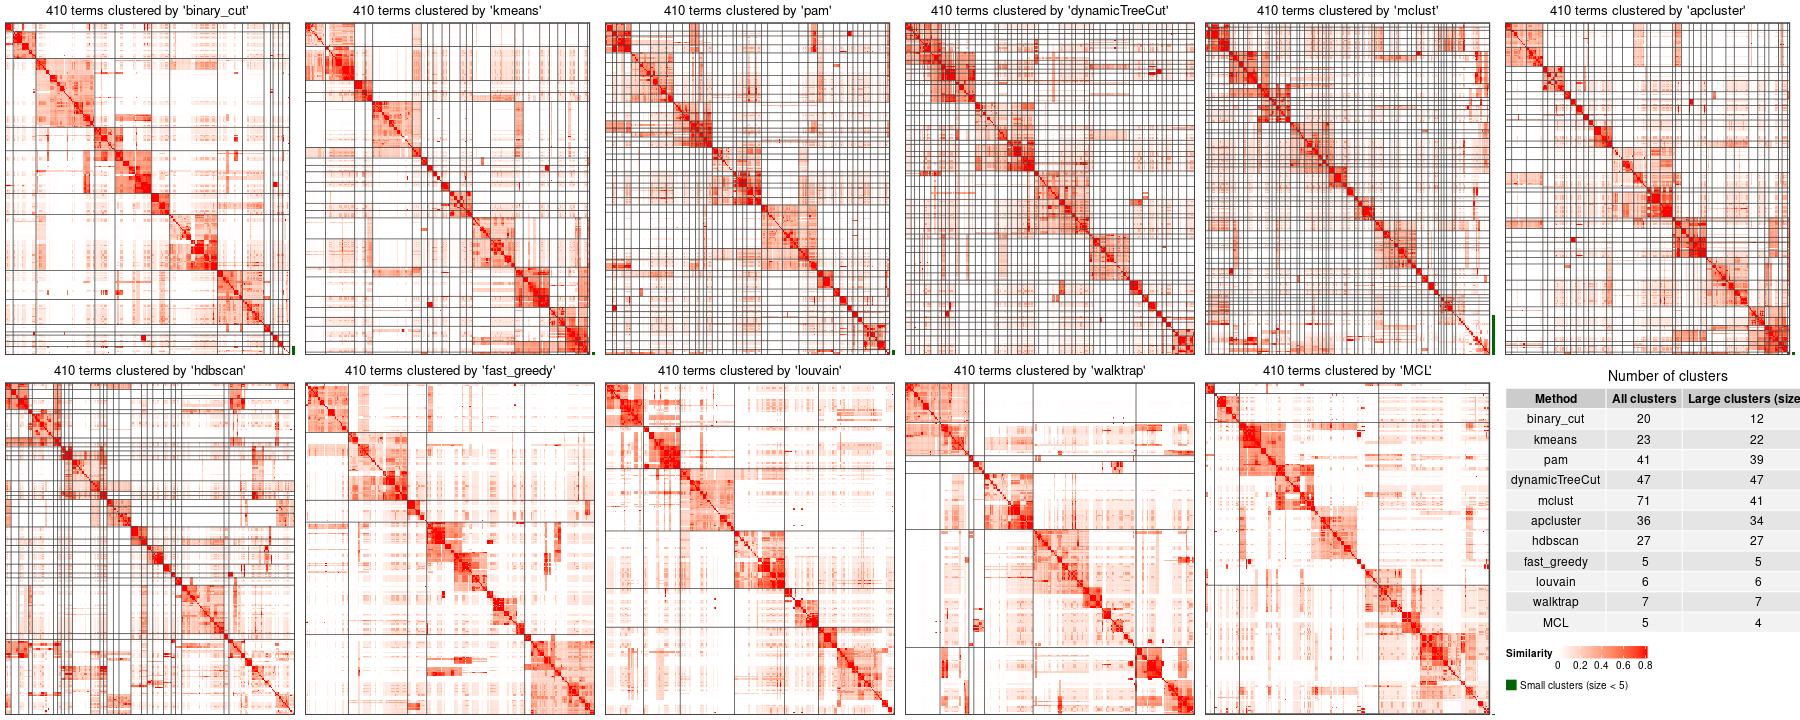 410 terms clustered by 'binary_cut'
410 terms clustered by 'kmeans'
410 terms clustered by 'pam'
410 terms clustered by 'dynamicTreeCut'
410 terms clustered by 'mclust'
410 terms clustered by 'apcluster'
410 terms clustered by 'hdbscan'
410 terms clustered by 'fast_greedy'
410 terms clustered by 'louvain'
410 terms clustered by 'walktrap'
410 terms clustered by 'MCL'
Number of clusters
Method All clusters Large clusters (size
binary_cut 20 12
kmeans 23 22
pam 41 39
dynamicTreeCut 47 47
mclust 71 41
apcluster 36 34
hdbscan 27 27
fast_greedy 5 5
louvain 6 6
walktrap 7 7
MCL 5 4
Similarity
0 0.2 0.4 0.6 0.8
Small clusters (size < 5)